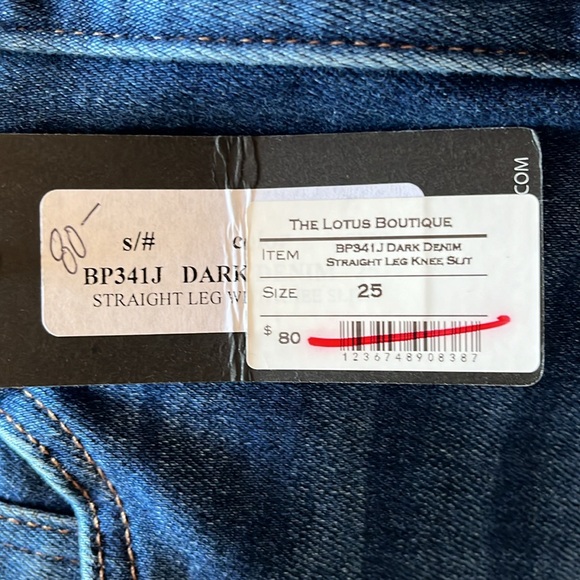 80-
s/#
BP341J DARK
STRAIGHT LEG
THE LOTUS BOUTIQUE
ITEM BP341J DARK DENIM
STRAIGHT LEG KNEE SLIT
SIZE 25
$ 80
1236748908387
.COM